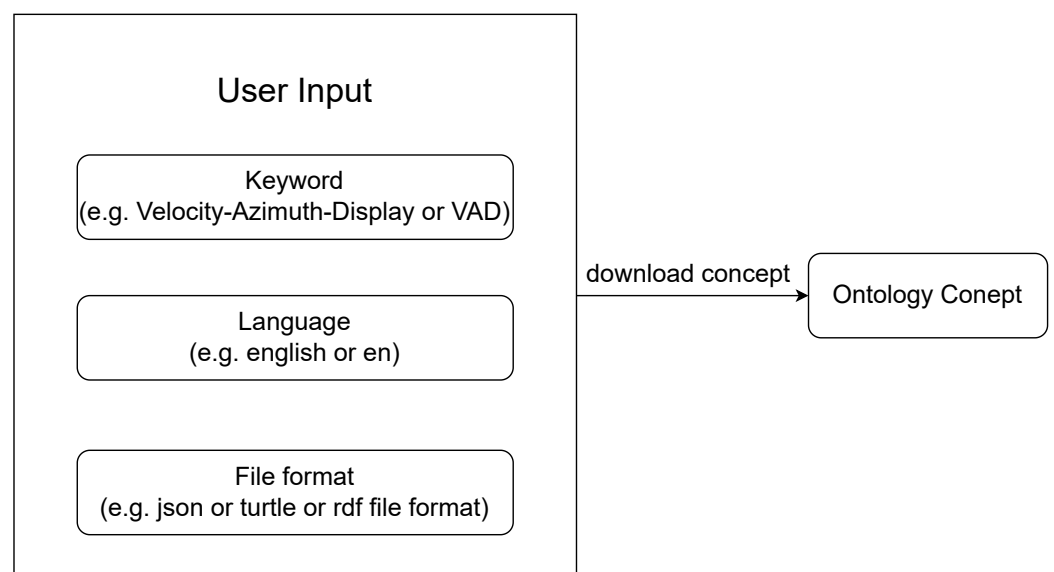 User Input
Keyword
(e.g. Velocity-Azimuth-Display or VAD)
Language
(e.g. english or en)
File format
(e.g. json or turtle or rdf file format)
download concept
Ontology Conept